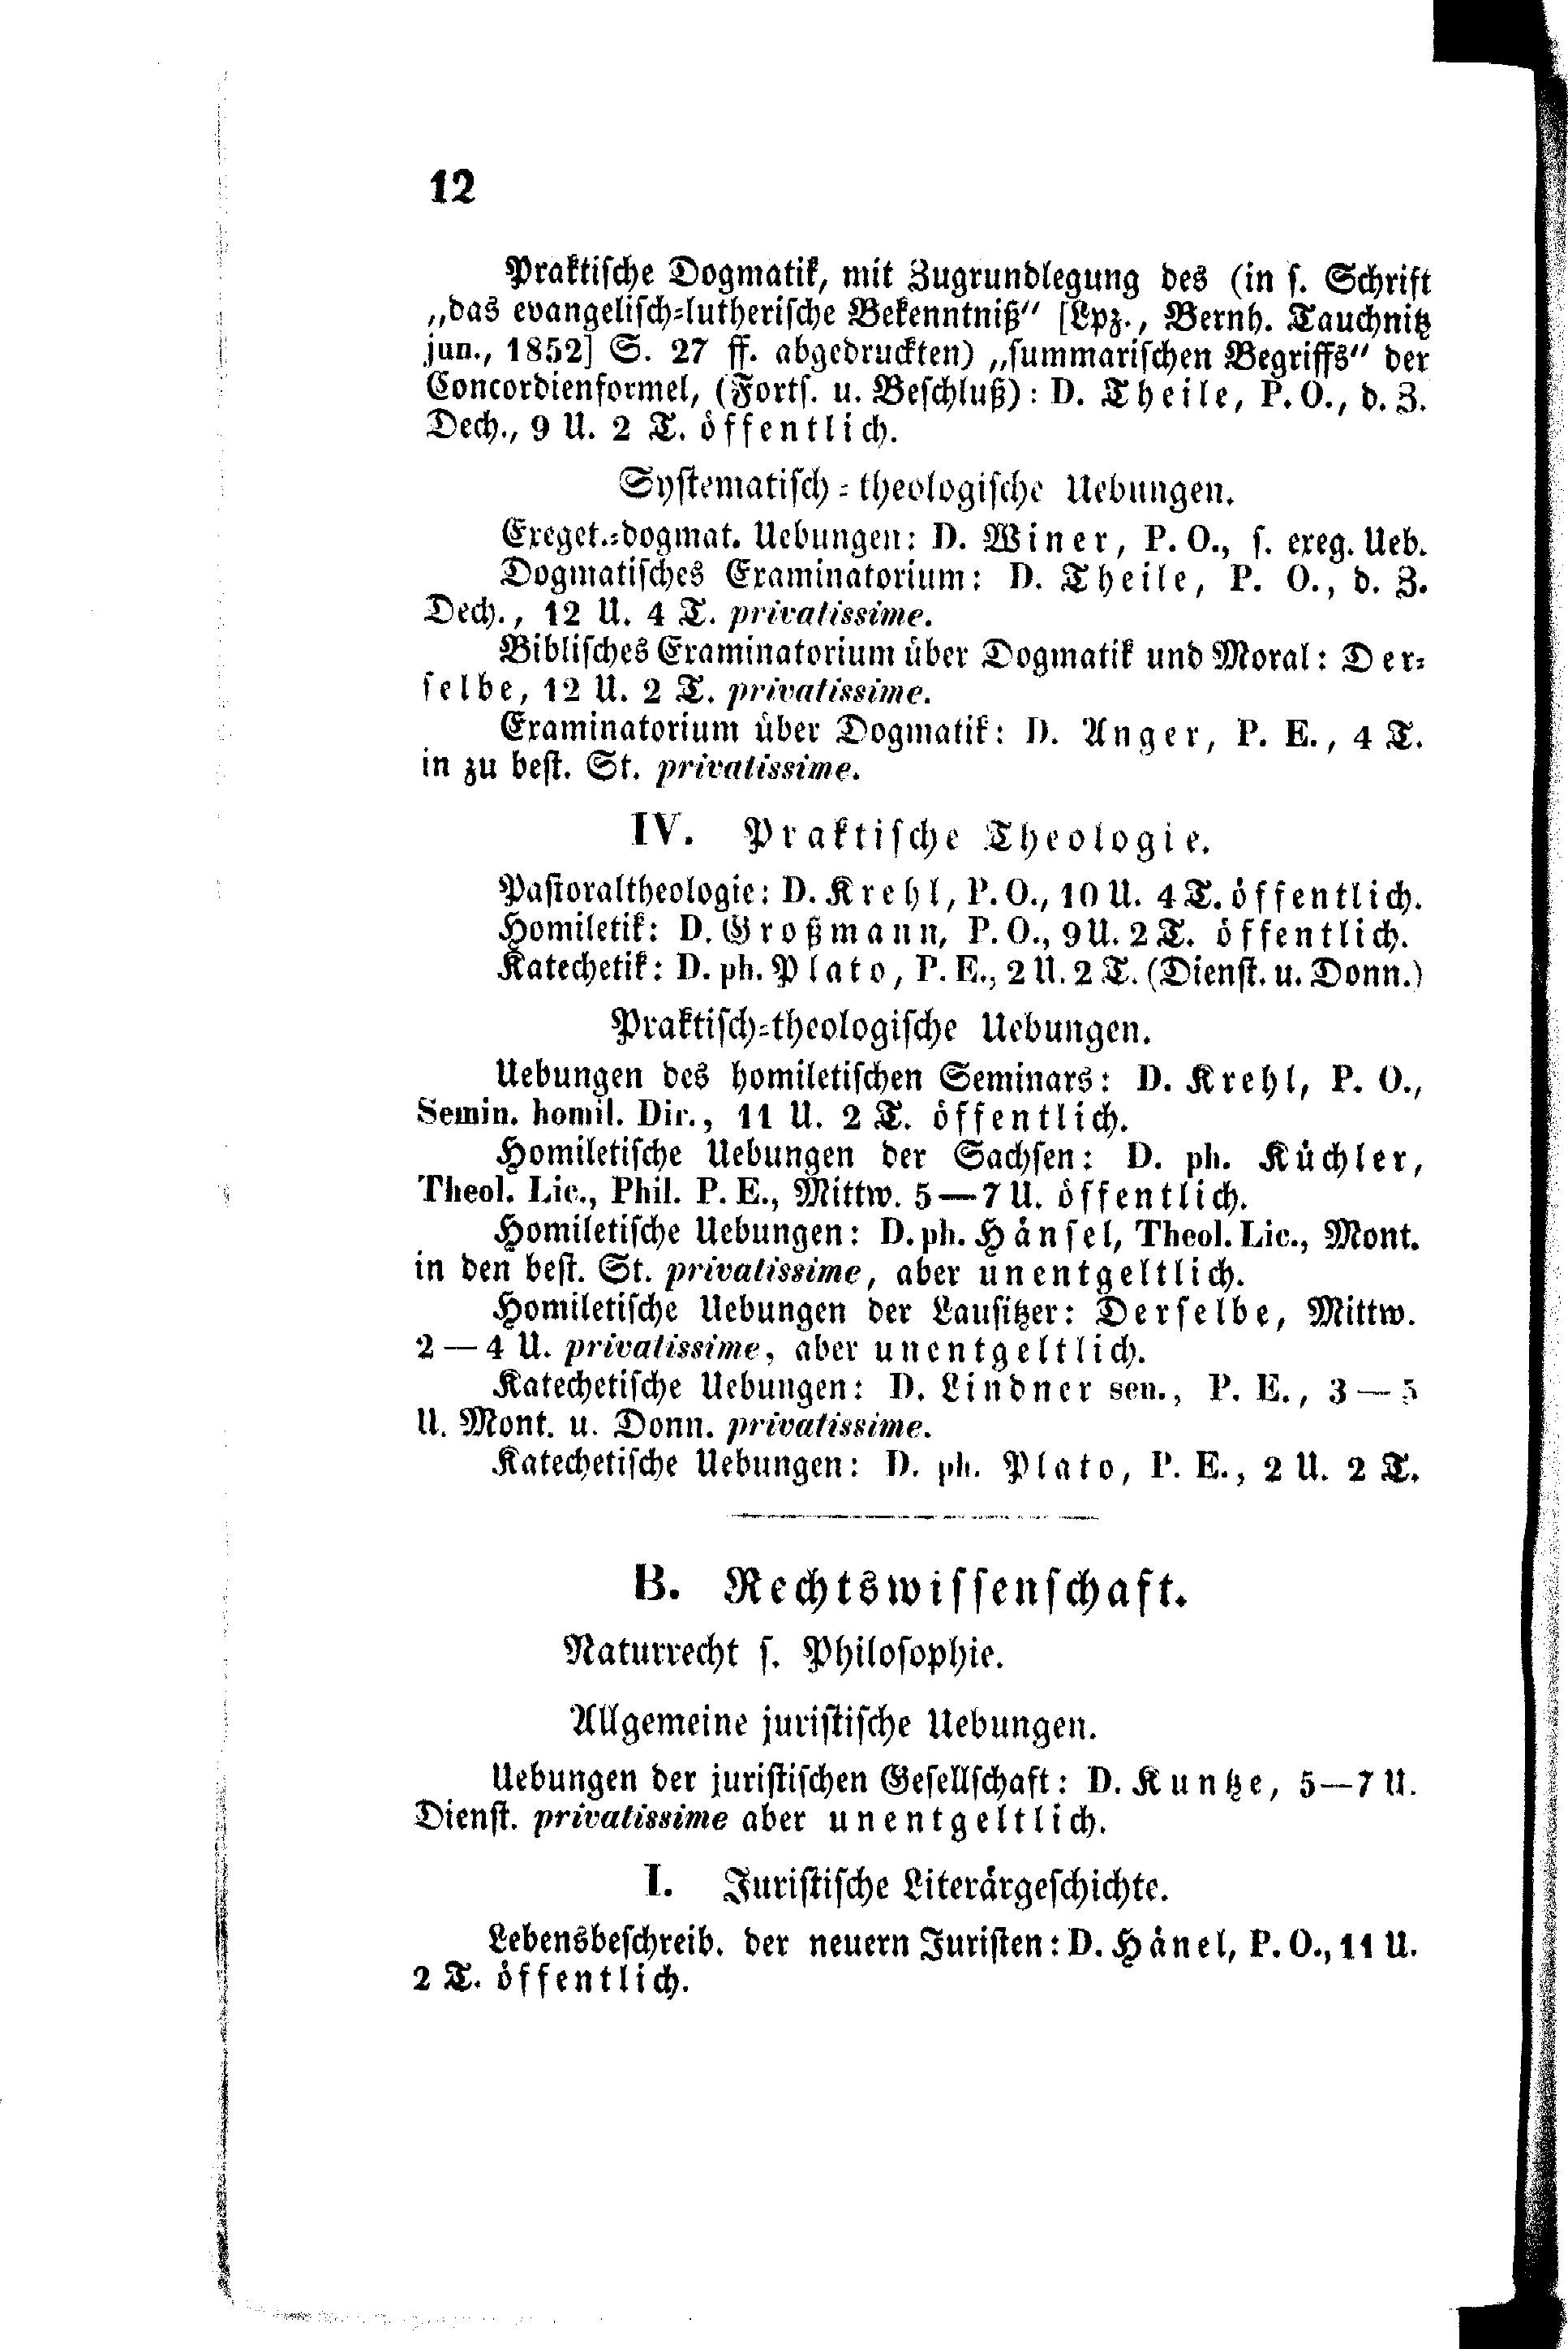 12
Praktische Dogmatik, mit Zugrundlegung des (in s. Schrift
„das evangelisch-lutherische Bekenntniß“ [Lpz., Bernh. Tauchnitz
jun., 1852] S. 27 ff. abgedruckten) „summarischen Begriffs“ der
Concordienformel, (Forts. u. Beschluß): D. Theile, P. O., d. Z.
Dech., 9 U. 2 T. öffentlich.
Systematisch-theologische Uebungen.
Exeget.-dogmat. Uebungen: D. Winer, P. O., s. exeg. Ueb.
Dogmatisches Examinatorium: D. Theile, P. O., d. Z.
Dech., 12 U. 4 T. privatissime.
Biblisches Examinatorium über Dogmatik und Moral: Der-
selbe, 12 U. 2 T. privatissime.
Examinatorium über Dogmatik: D. Anger, P. E., 4 T.
in zu best. St. privatissime.
IV. Praktische Theologie.
Pastoraltheologie: D. Krehl, P. O., 10 U. 4 T. öffentlich.
Homiletik: D. Großmann, P. O., 9 U. 2 T. öffentlich.
Katechetik: D. ph. Plato, P. E., 2 U. 2 T. (Dienst. u. Donn.)
Praktisch-theologische Uebungen.
Uebungen des homiletischen Seminars: D. Krehl, P. O.,
Semin. homil. Dir., 11 U. 2 T. öffentlich.
Homiletische Uebungen der Sachsen: D. ph. Küchler,
Theol. Lic., Phil. P. E., Mittw. 5—7 U. öffentlich.
Homiletische Uebungen: D. ph. Hänsel, Theol. Lic., Mont.
in den best. St. privatissime, aber unentgeltlich.
Homiletische Uebungen der Lausitzer: Derselbe, Mittw.
2—4 U. privatissime, aber unentgeltlich.
Katechetische Uebungen: D. Lindner sen., P. E., 3—5
U. Mont. u. Donn. privatissime.
Katechetische Uebungen: D. ph. Plato, P. E., 2 U. 2 T.
B. Rechtswissenschaft.
Naturrecht s. Philosophie.
Allgemeine juristische Uebungen.
Uebungen der juristischen Gesellschaft: D. Kuntze, 5—7 U.
Dienst. privatissime aber unentgeltlich.
I. Juristische Literärgeschichte.
Lebensbeschreib. der neuern Juristen: D. Hänel, P. O., 11 U.
2 T. öffentlich.